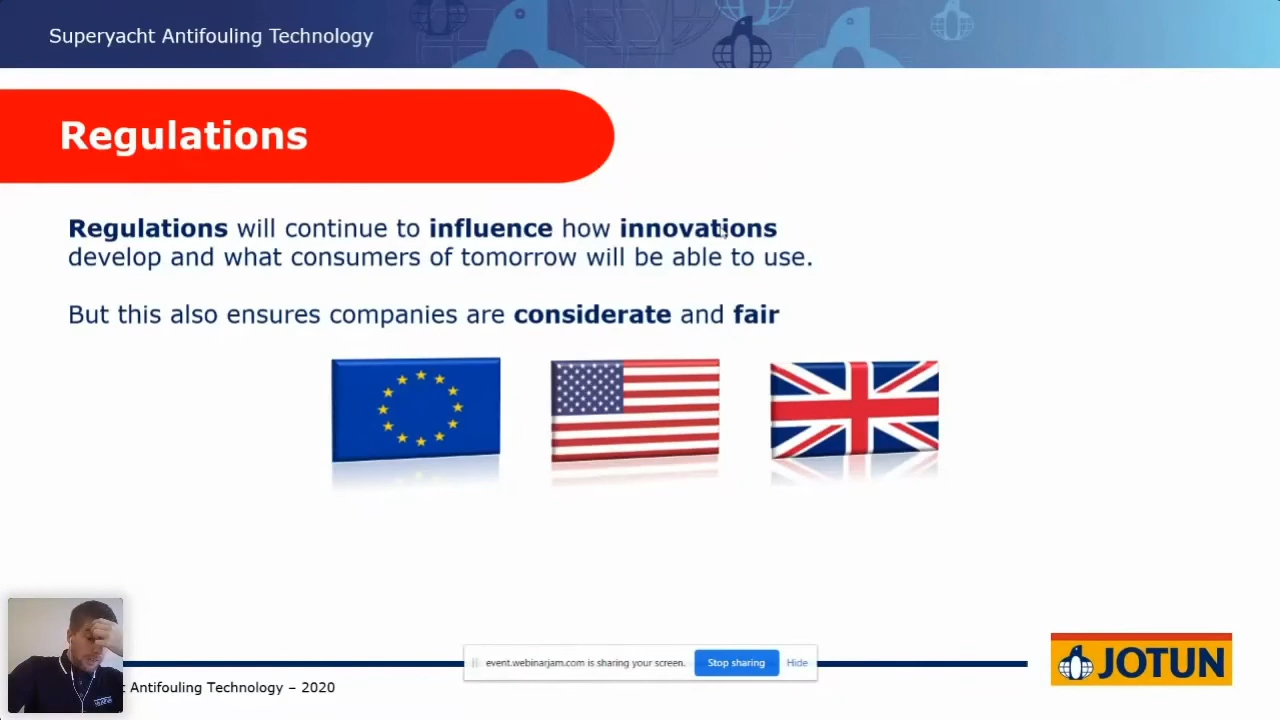 Superyacht Antifouling Technology
Regulations
Regulations will continue to influence how innovations
develop and what consumers of tomorrow will be able to use.
But this also ensures companies are considerate and fair
event.webinarjam.com is sharing your screen.
Stop sharing
Hide
Antifouling Technology – 2020
JOTUN